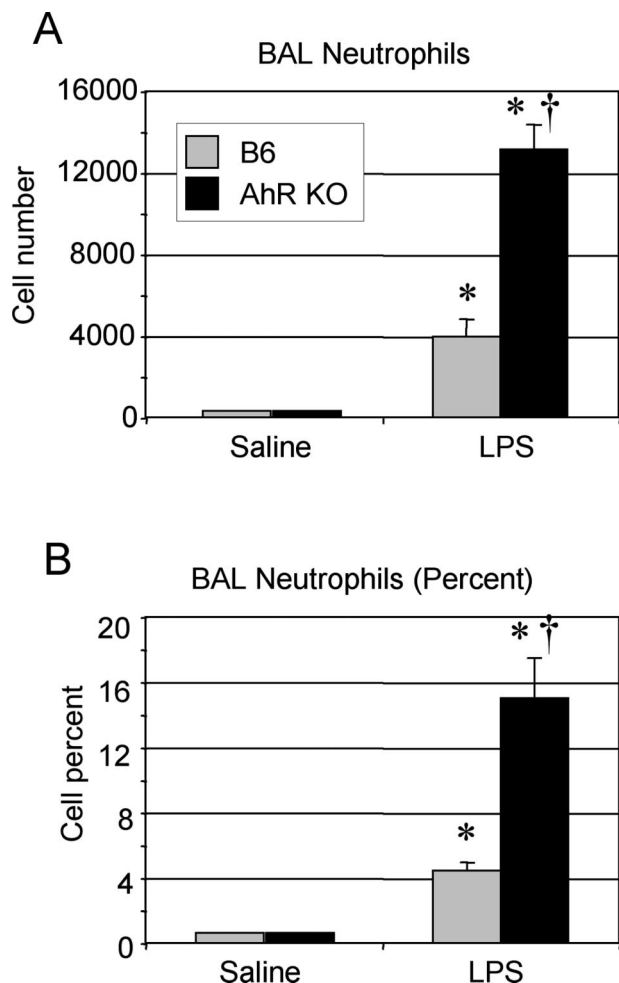 A
BAL Neutrophils
16000
12000
8000
4000
0
Cell number
B6
AhR KO
* †
*
Saline LPS
B
BAL Neutrophils (Percent)
20
16
12
8
4
0
Cell percent
* †
*
Saline LPS